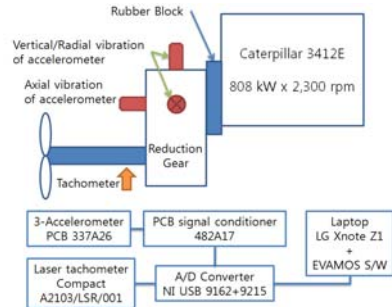 Rubber Block
Vertical/Radial vibration
of accelerometer
Caterpillar 3412E
808 kW x 2,300 rpm
Axial vibration
of accelerometer
Reduction
Gear
Tachometer
3-Accelerometer
PCB 337A26
PCB signal conditioner
482A17
Laptop
LG Xnote Z1
+
EVAMOS S/W
Laser tachometer
Compact
A2103/LSR/001
A/D Converter
NI USB 9162+9215